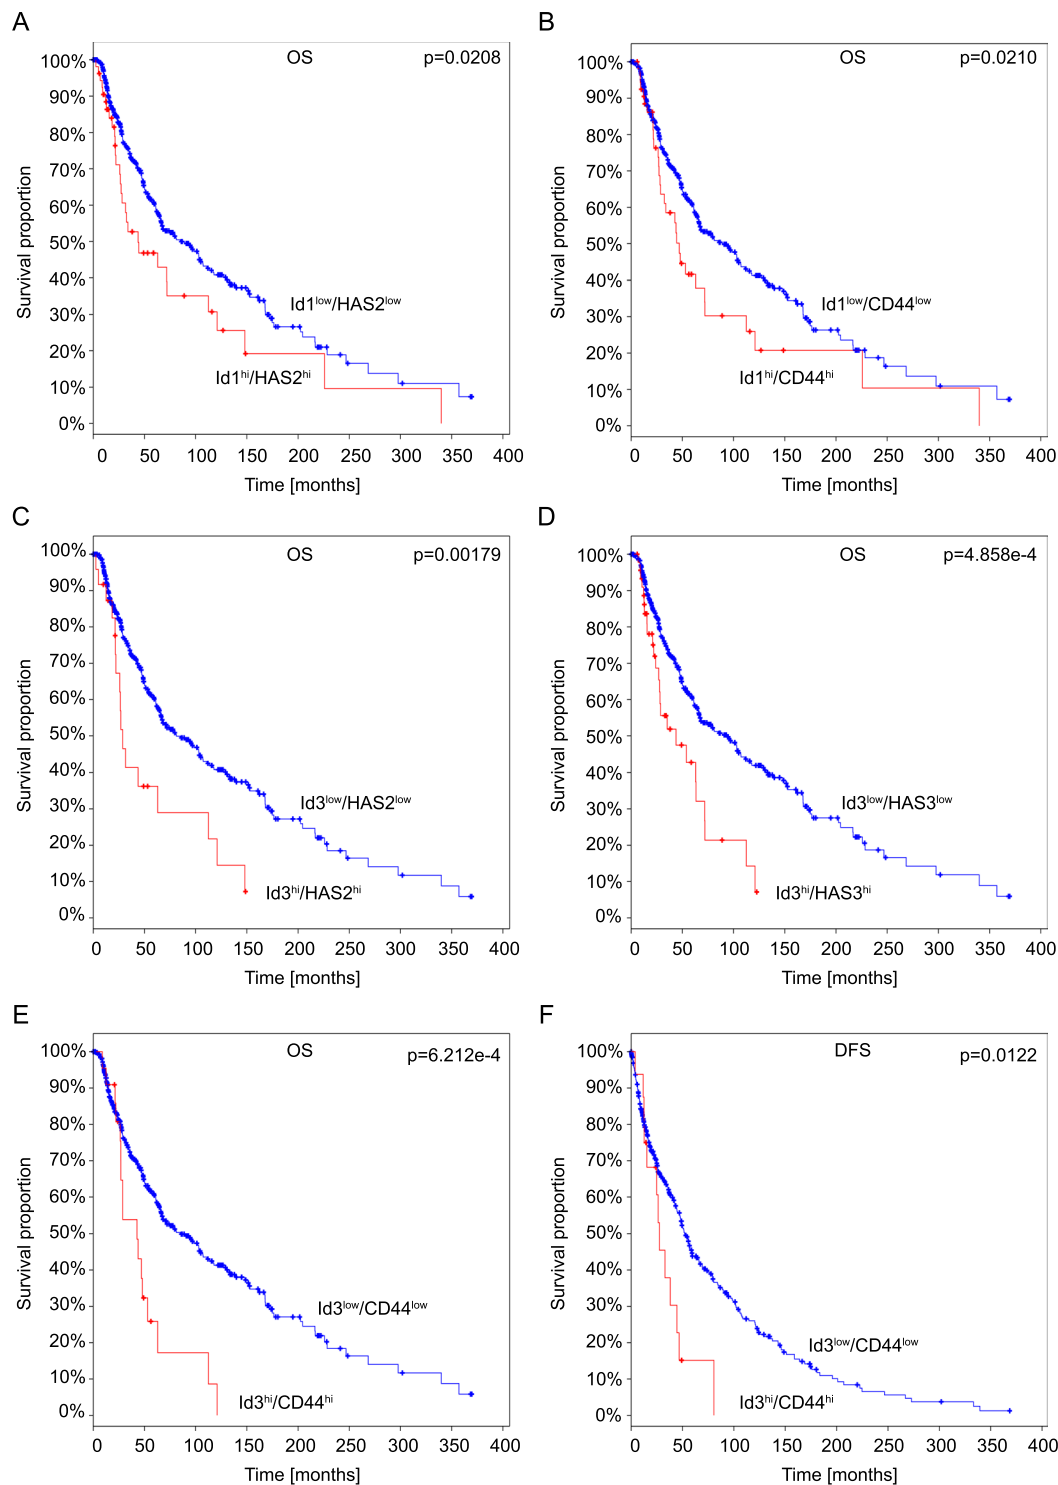 A
OS
p=0.0208
100%
90%
80%
70%
60%
50%
40%
30%
20%
10%
0%
Survival proportion
Id1low/HAS2low
Id1hi/HAS2hi
0 50 100 150 200 250 300 350 400
Time [months]
B
OS
p=0.0210
100%
90%
80%
70%
60%
50%
40%
30%
20%
10%
0%
Survival proportion
Id1low/CD44low
Id1hi/CD44hi
0 50 100 150 200 250 300 350 400
Time [months]
C
OS
p=0.00179
100%
90%
80%
70%
60%
50%
40%
30%
20%
10%
0%
Survival proportion
Id3low/HAS2low
Id3hi/HAS2hi
0 50 100 150 200 250 300 350 400
Time [months]
D
OS
p=4.858e-4
100%
90%
80%
70%
60%
50%
40%
30%
20%
10%
0%
Survival proportion
Id3low/HAS3low
Id3hi/HAS3hi
0 50 100 150 200 250 300 350 400
Time [months]
E
OS
p=6.212e-4
100%
90%
80%
70%
60%
50%
40%
30%
20%
10%
0%
Survival proportion
Id3low/CD44low
Id3hi/CD44hi
0 50 100 150 200 250 300 350 400
Time [months]
F
DFS
p=0.0122
100%
90%
80%
70%
60%
50%
40%
30%
20%
10%
0%
Survival proportion
Id3low/CD44low
Id3hi/CD44hi
0 50 100 150 200 250 300 350 400
Time [months]